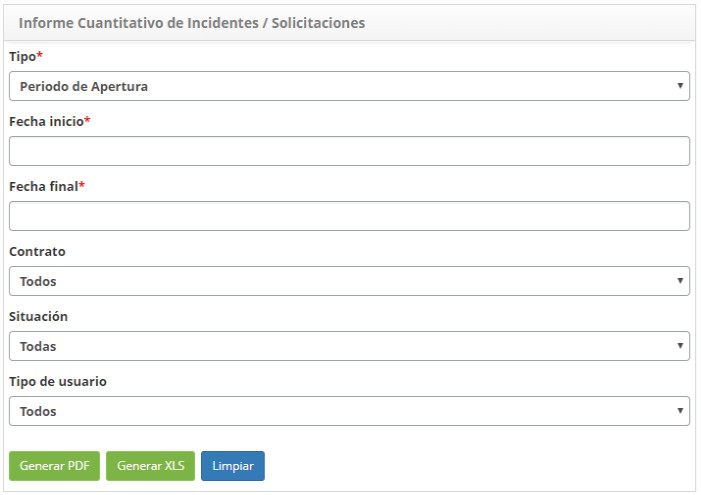 Informe Cuantitativo de Incidentes / Solicitaciones
Tipo*
Periodo de Apertura
Fecha inicio*
Fecha final*
Contrato
Todos
Situación
Todas
Tipo de usuario
Todos
Generar PDF Generar XLS Limpiar